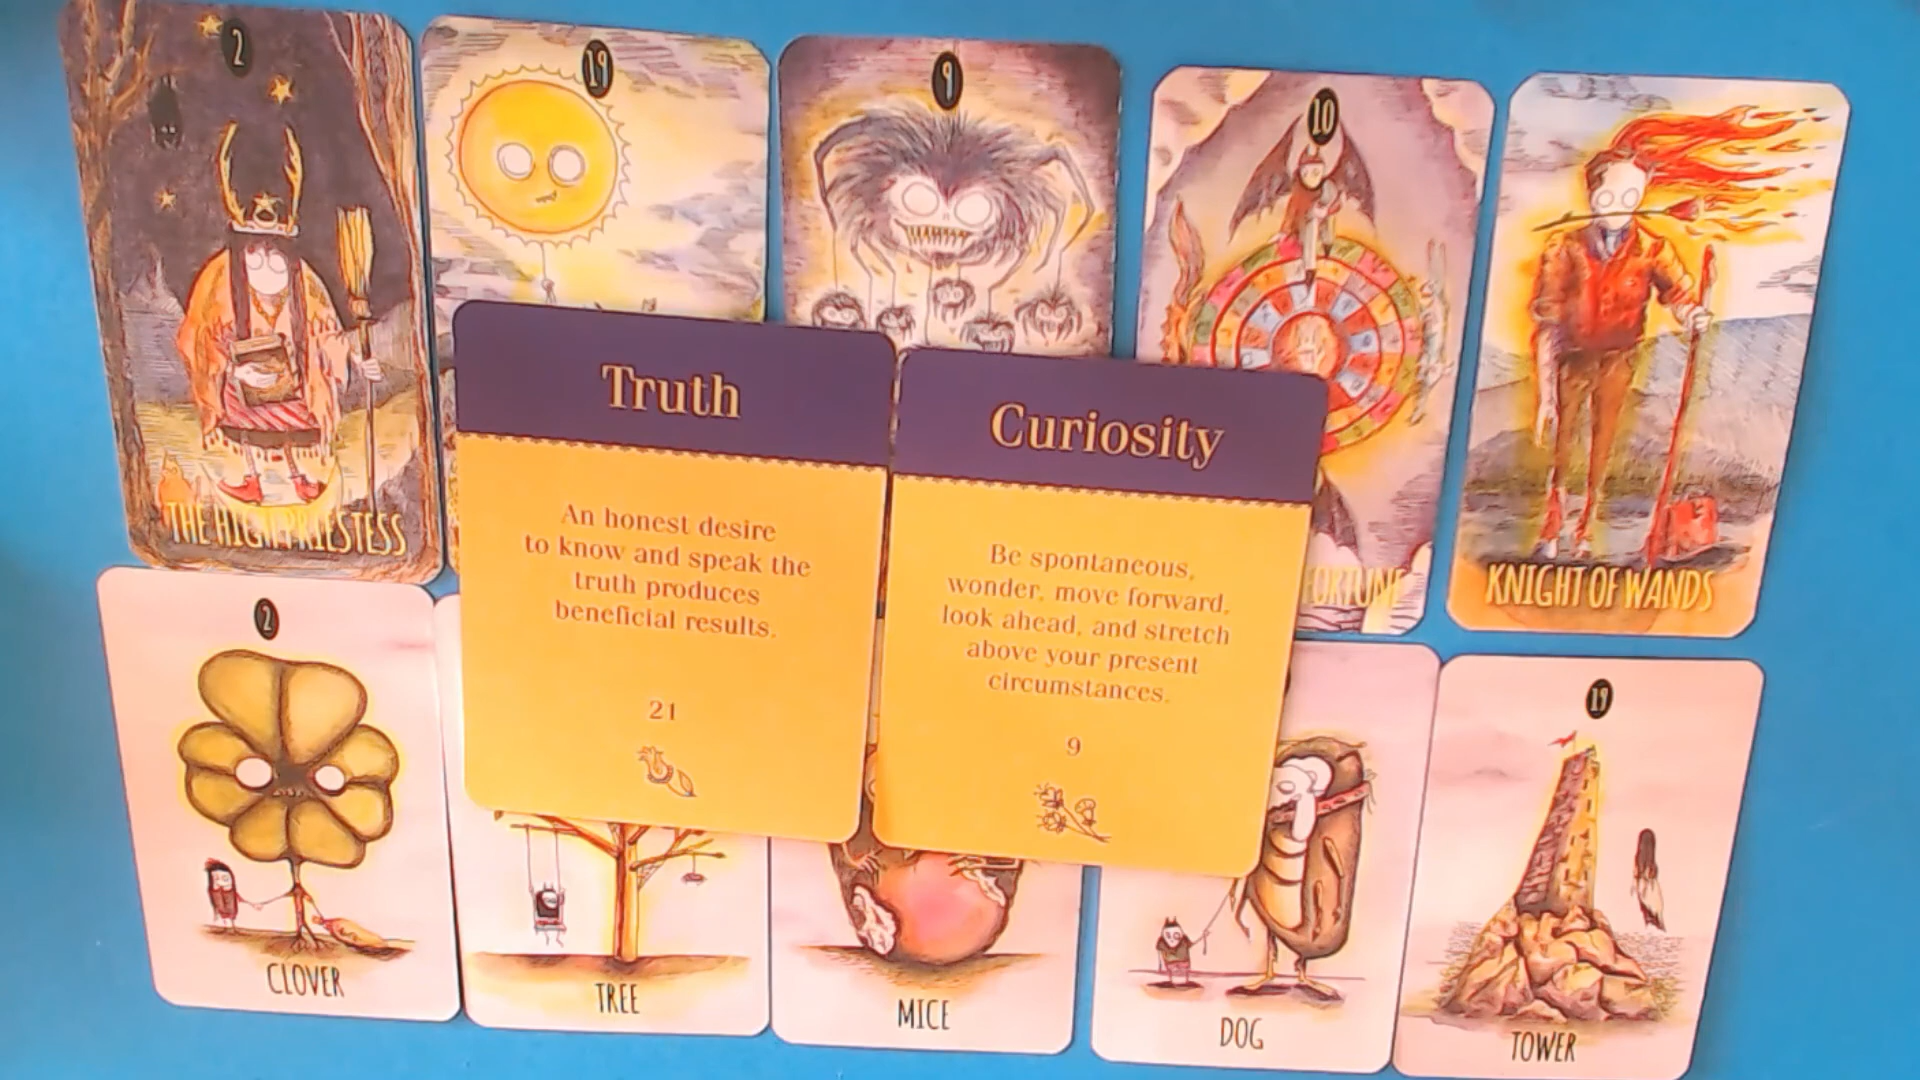 2
19
9
10
THE HIGH PRIESTESS
FORTUNE
KNIGHT OF WANDS
Truth
An honest desire
to know and speak the
truth produces
beneficial results.
21
Curiosity
Be spontaneous,
wonder, move forward,
look ahead, and stretch
above your present
circumstances.
9
2
CLOVER
TREE
MICE
DOG
19
TOWER